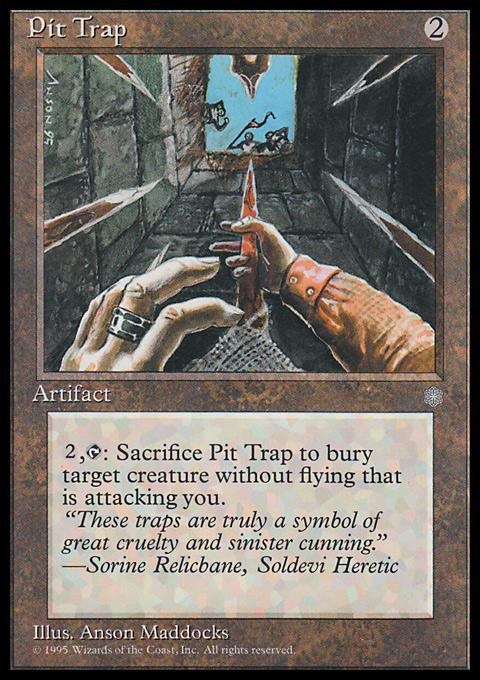 Pit Trap
2
ANSON 95
Artifact
2,: Sacrifice Pit Trap to bury
target creature without flying that
is attacking you.
“These traps are truly a symbol of
great cruelty and sinister cunning.”
—Sorine Relicbane, Soldevi Heretic
Illus. Anson Maddocks
© 1995 Wizards of the Coast, Inc. All rights reserved.